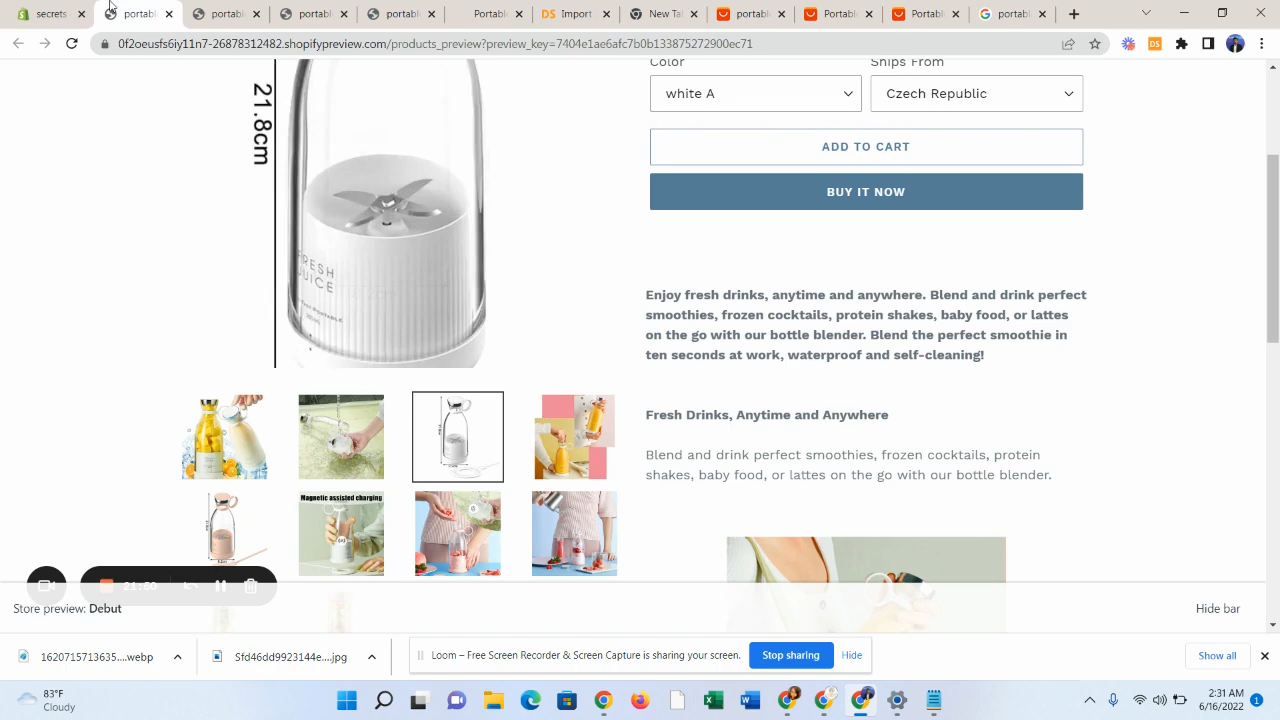 secrets
portabl
portabl
portabl
portabl
DS Import
New Ta
Portabl
Portabl
portabl
0f2oeusfs6iy11n7-26878312482.shopifypreview.com/products_preview?preview_key=7404e1ae6afc7b0b133875272900ec71
DS
Color
Ships From
white A
Czech Republic
21.8cm
ADD TO CART
BUY IT NOW
FRESH
JUICE
Enjoy fresh drinks, anytime and anywhere. Blend and drink perfect
smoothies, frozen cocktails, protein shakes, baby food, or lattes
on the go with our bottle blender. Blend the perfect smoothie in
ten seconds at work, waterproof and self-cleaning!
Fresh Drinks, Anytime and Anywhere
Blend and drink perfect smoothies, frozen cocktails, protein
shakes, baby food, or lattes on the go with our bottle blender.
Magnetic assisted charging
Store preview: Debut
Hide bar
1620715713635....webp
Sfd46dd9923144e....jpg
Loom – Free Screen Recorder & Screen Capture is sharing your screen.
Stop sharing
Hide
Show all
83°F
Cloudy
2:31 AM
6/16/2022
1